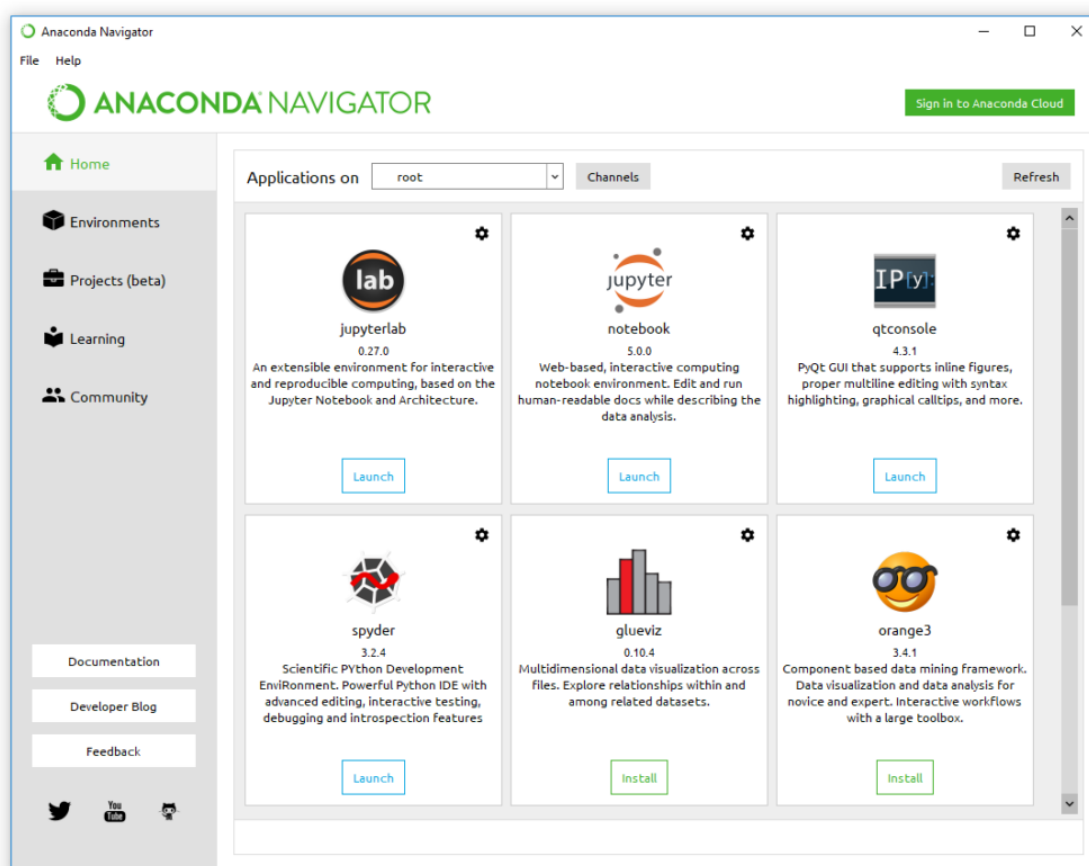 Anaconda Navigator
File Help
ANACONDA NAVIGATOR
Sign in to Anaconda Cloud
Home
Environments
Projects (beta)
Learning
Community
Documentation
Developer Blog
Feedback
You
Tube
Applications on root Channels Refresh
lab
jupyterlab
0.27.0
An extensible environment for interactive
and reproducible computing, based on the
Jupyter Notebook and Architecture.
Launch
jupyter
notebook
5.0.0
Web-based, interactive computing
notebook environment. Edit and run
human-readable docs while describing the
data analysis.
Launch
IP[y]:
qtconsole
4.3.1
PyQt GUI that supports inline figures,
proper multiline editing with syntax
highlighting, graphical calltips, and more.
Launch
spyder
3.2.4
Scientific PYthon Development
EnviRonment. Powerful Python IDE with
advanced editing, interactive testing,
debugging and introspection features
Launch
glueviz
0.10.4
Multidimensional data visualization across
files. Explore relationships within and
among related datasets.
Install
orange3
3.4.1
Component based data mining framework.
Data visualization and data analysis for
novice and expert. Interactive workflows
with a large toolbox.
Install